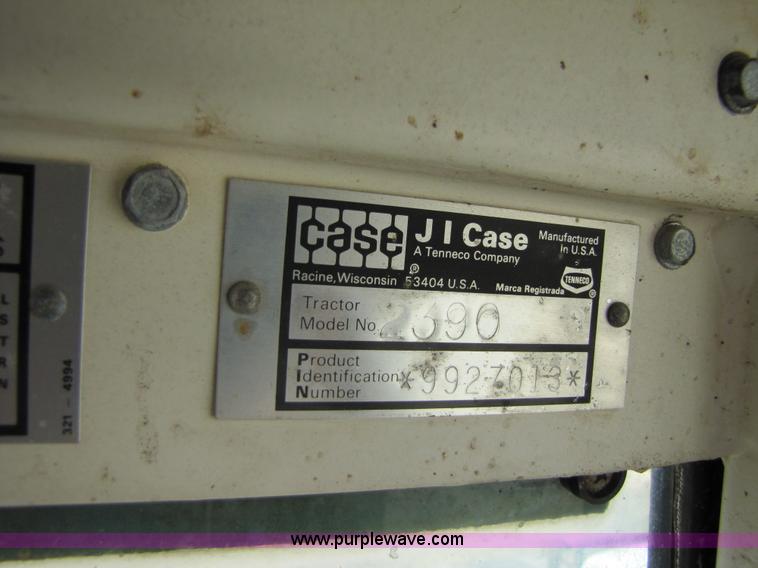 case
J I Case
A Tenneco Company
Manufactured
In U.S.A.
Racine, Wisconsin 53404 U.S.A.
Marca Registrada
TENNECO
®
®
Tractor
Model No. 2390
Product
Identification
Number
*9927013*
L
S
T
R
N
321 - 4994
www.purplewave.com